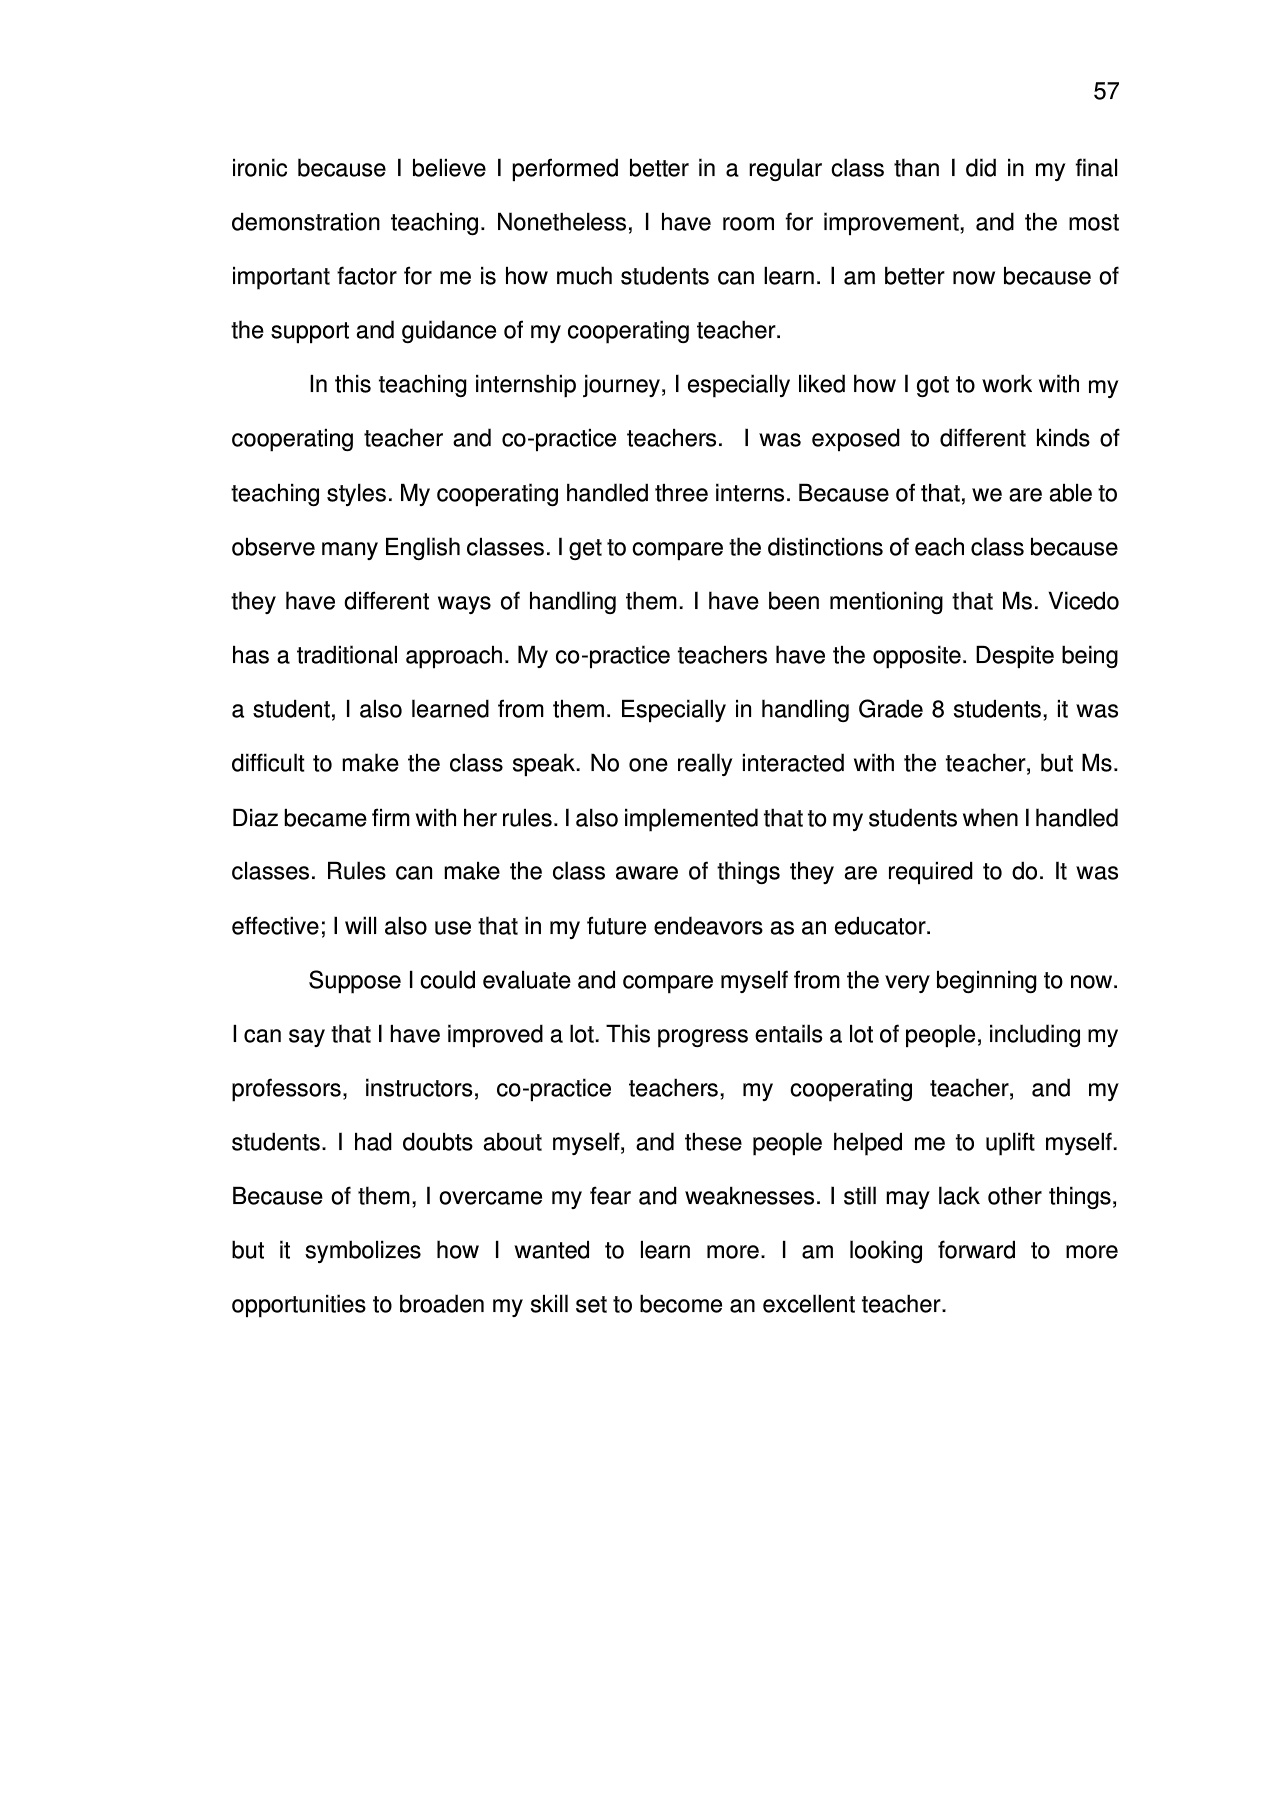 57
ironic because I believe I performed better in a regular class than I did in my final
demonstration teaching. Nonetheless, I have room for improvement, and the most
important factor for me is how much students can learn. I am better now because of
the support and guidance of my cooperating teacher.
In this teaching internship journey, I especially liked how I got to work with my
cooperating teacher and co-practice teachers.  I was exposed to different kinds of
teaching styles. My cooperating handled three interns. Because of that, we are able to
observe many English classes. I get to compare the distinctions of each class because
they have different ways of handling them. I have been mentioning that Ms. Vicedo
has a traditional approach. My co-practice teachers have the opposite. Despite being
a student, I also learned from them. Especially in handling Grade 8 students, it was
difficult to make the class speak. No one really interacted with the teacher, but Ms.
Diaz became firm with her rules. I also implemented that to my students when I handled
classes. Rules can make the class aware of things they are required to do. It was
effective; I will also use that in my future endeavors as an educator.
Suppose I could evaluate and compare myself from the very beginning to now.
I can say that I have improved a lot. This progress entails a lot of people, including my
professors, instructors, co-practice teachers, my cooperating teacher, and my
students. I had doubts about myself, and these people helped me to uplift myself.
Because of them, I overcame my fear and weaknesses. I still may lack other things,
but it symbolizes how I wanted to learn more. I am looking forward to more
opportunities to broaden my skill set to become an excellent teacher.